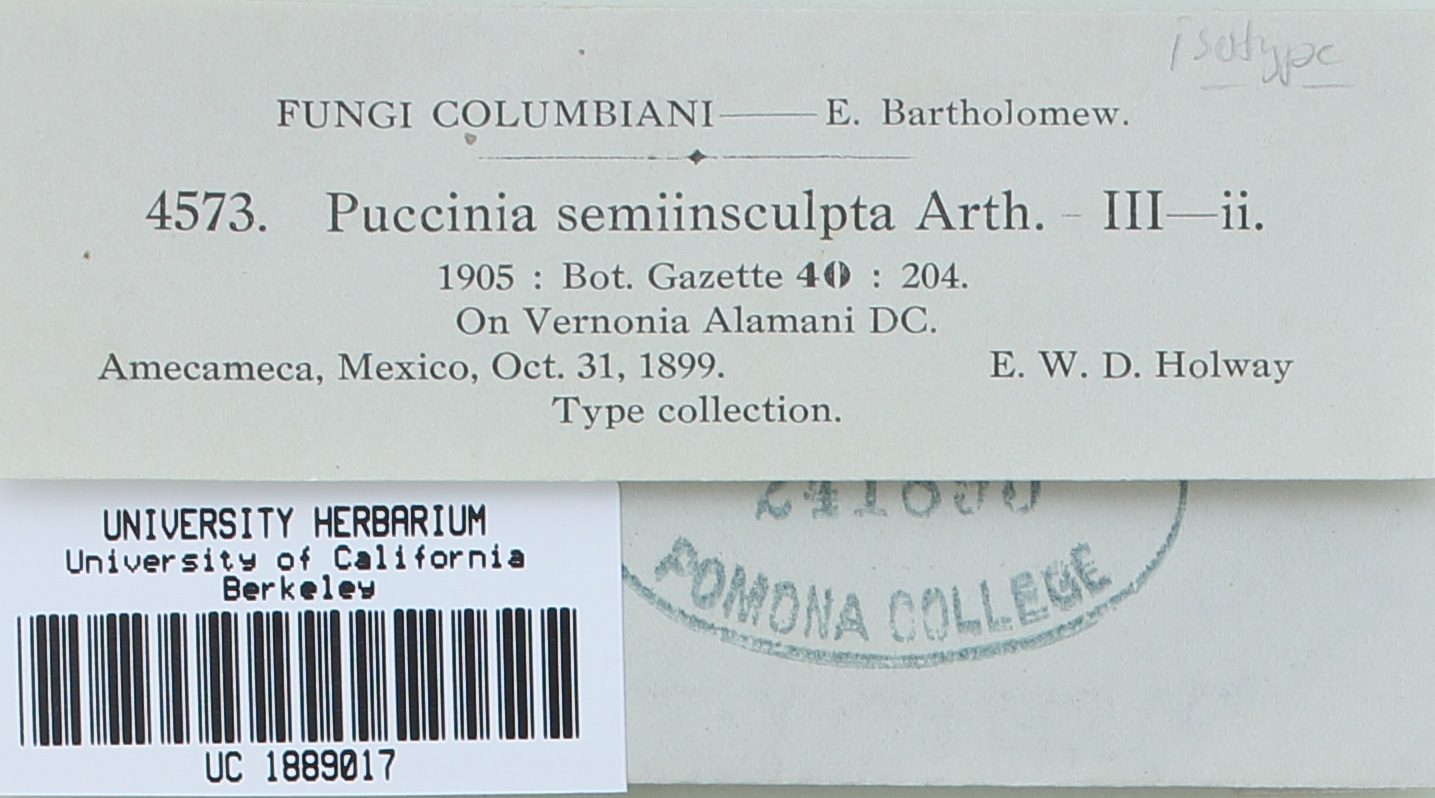 isotype
FUNGI COLUMBIANI—— E. Bartholomew.
4573. Puccinia semiinsculpta Arth. - III—ii.
1905 : Bot. Gazette 40 : 204.
On Vernonia Alamani DC.
Amecameca, Mexico, Oct. 31, 1899. E. W. D. Holway
Type collection.
UNIVERSITY HERBARIUM
University of California
Berkeley
UC 1889017
POMONA COLLEGE